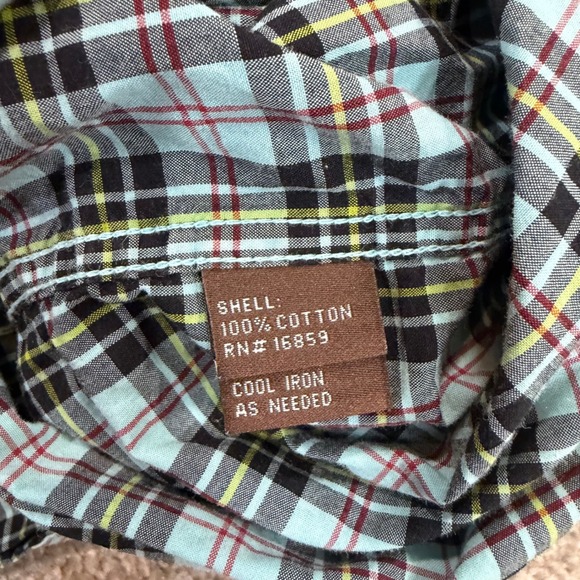 SHELL:
100% COTTON
RN# 16859
COOL IRON
AS NEEDED